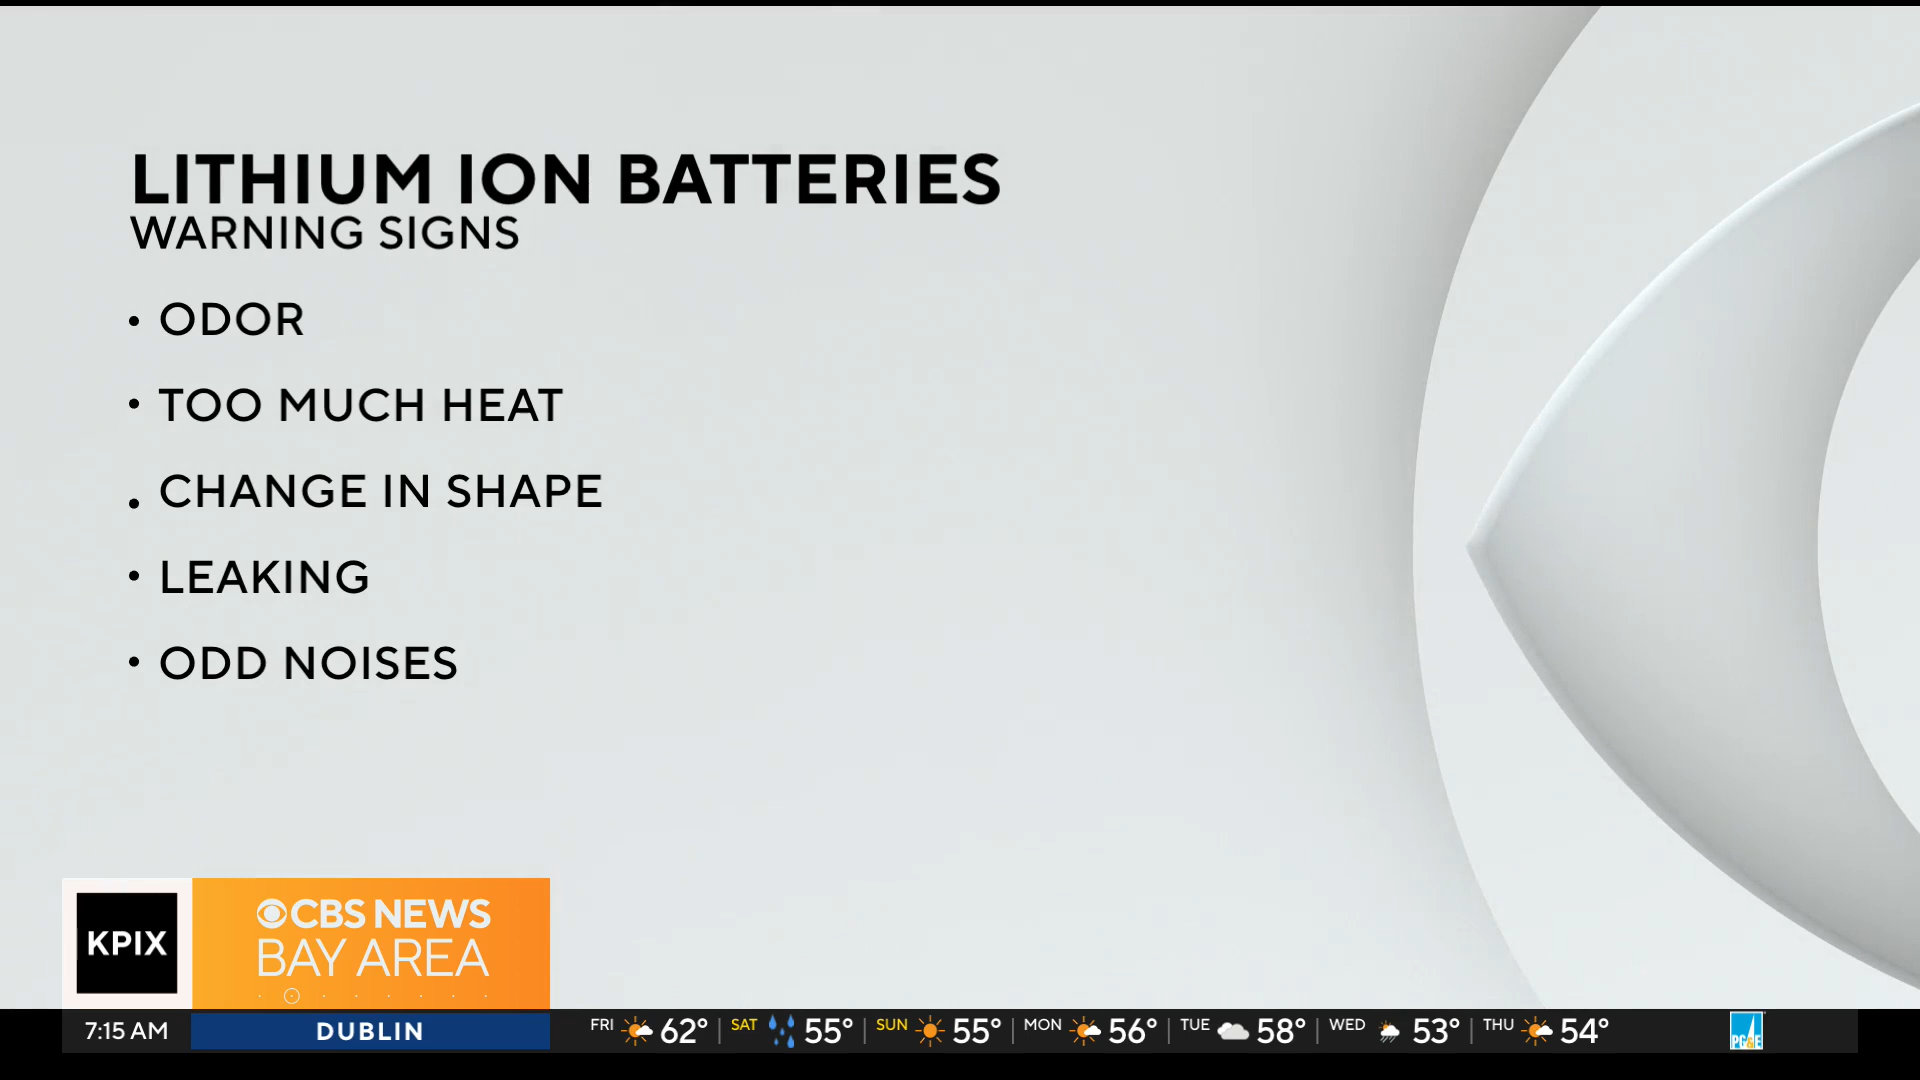 LITHIUM ION BATTERIES
WARNING SIGNS
• ODOR
• TOO MUCH HEAT
• CHANGE IN SHAPE
• LEAKING
• ODD NOISES
KPIX
CBS NEWS
BAY AREA
7:15 AM
DUBLIN
FRI 62° | SAT 55° | SUN 55° | MON 56° | TUE 58° | WED 53° | THU 54°
PG&E